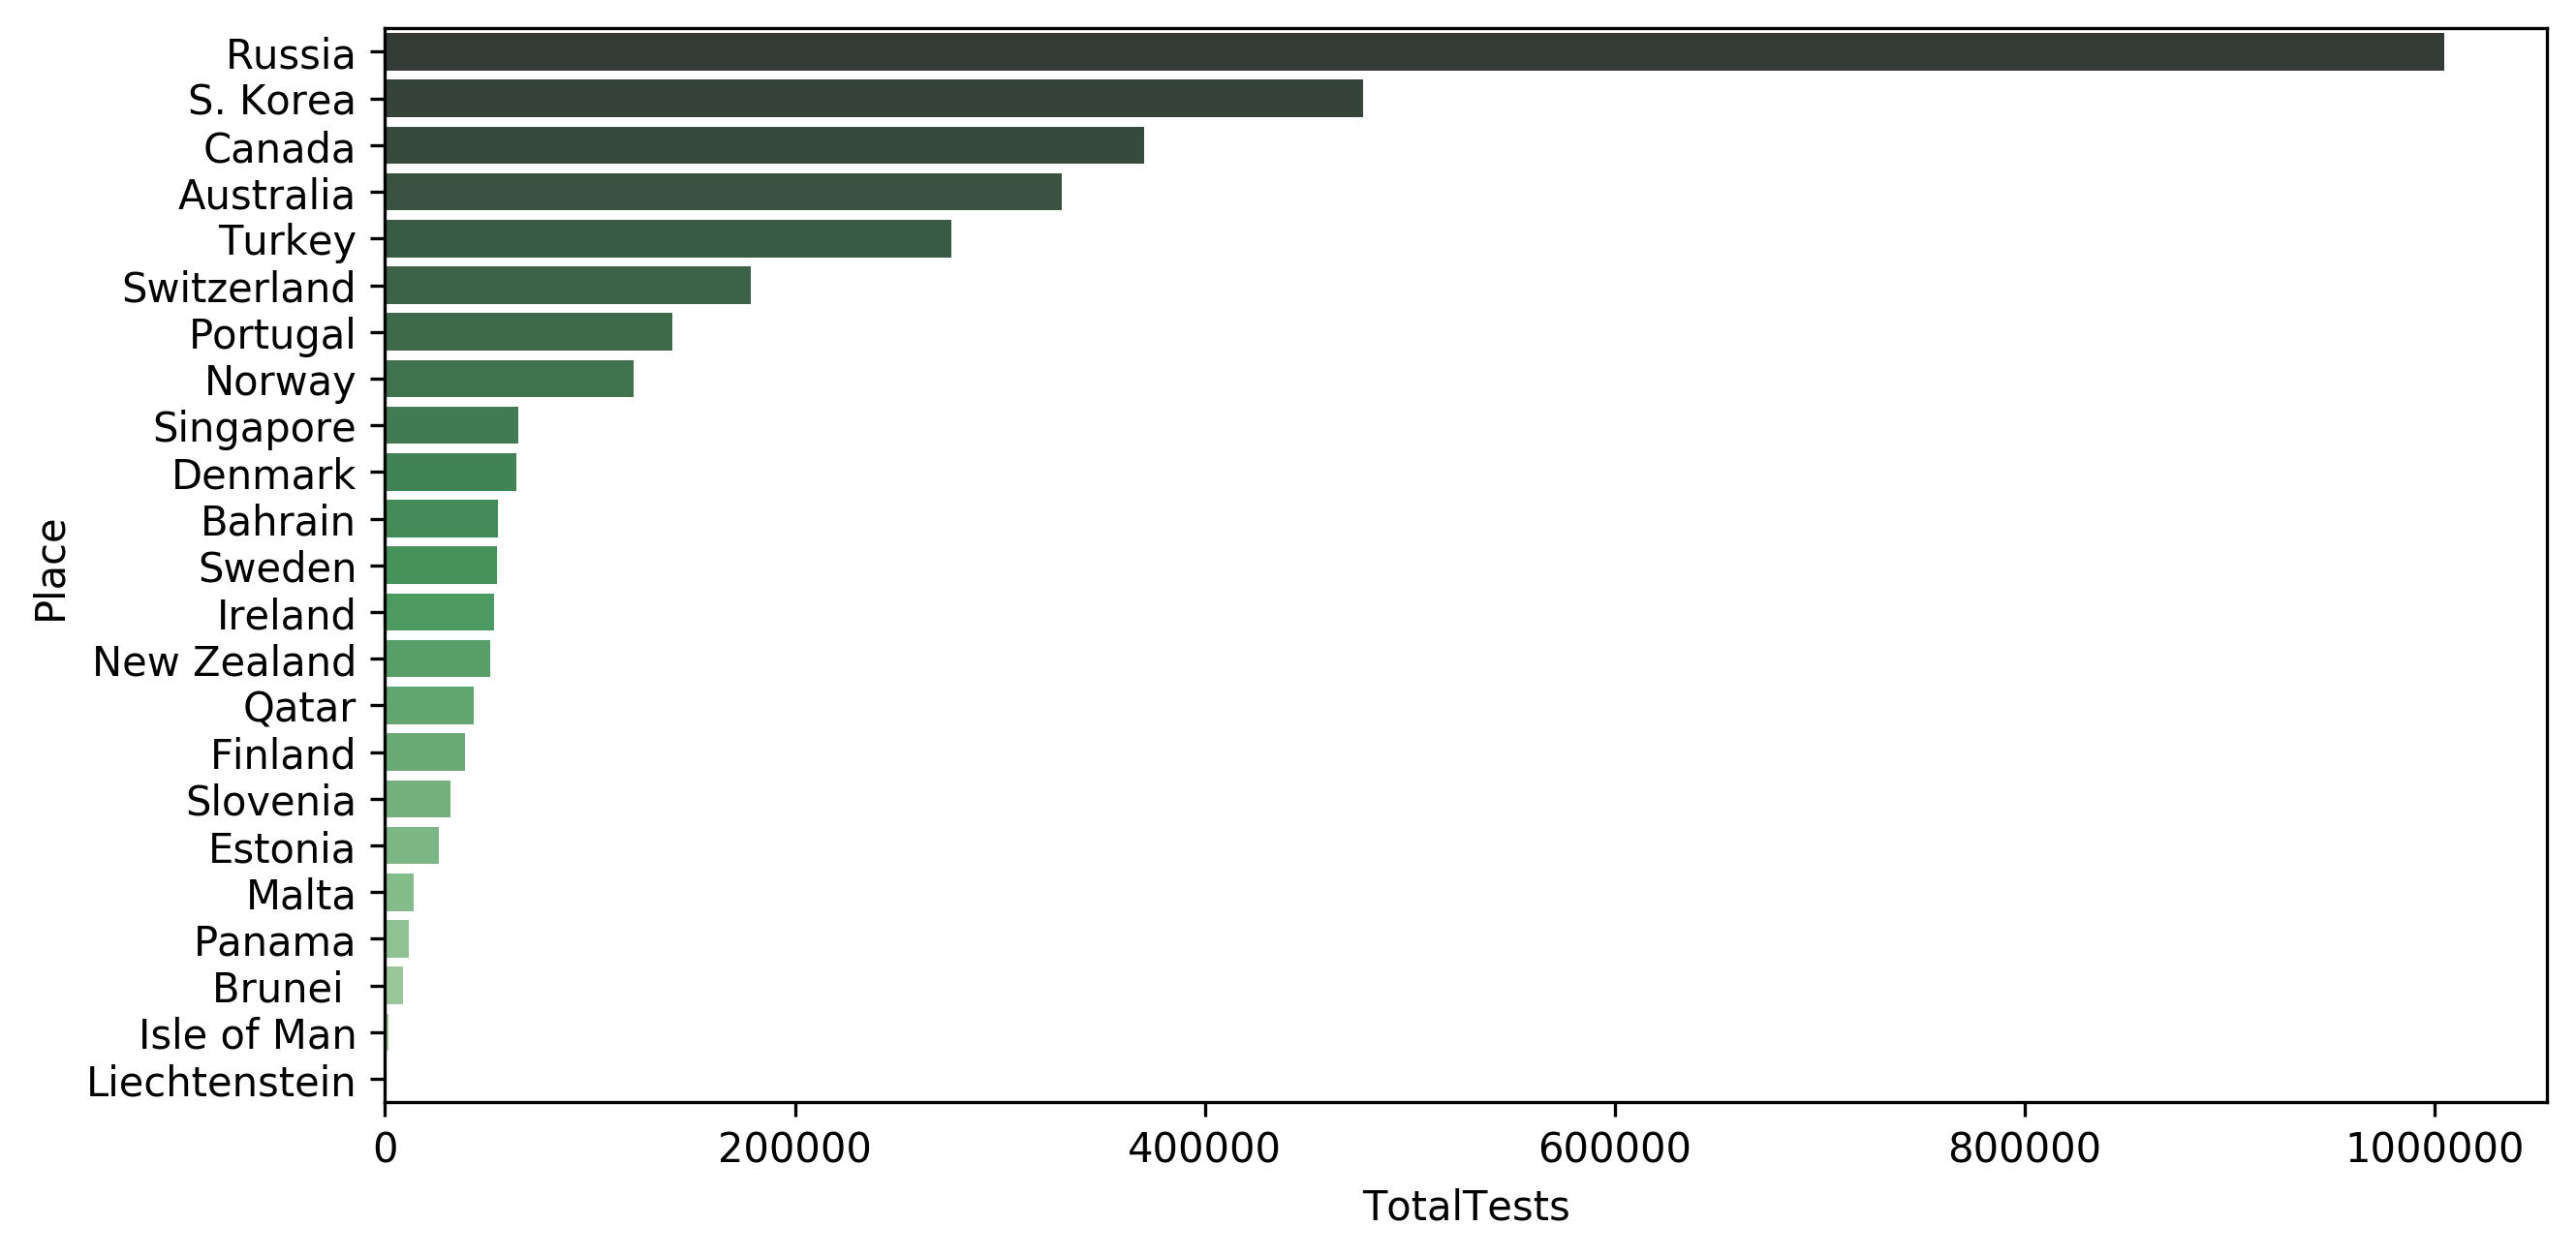 Place
Russia
S. Korea
Canada
Australia
Turkey
Switzerland
Portugal
Norway
Singapore
Denmark
Bahrain
Sweden
Ireland
New Zealand
Qatar
Finland
Slovenia
Estonia
Malta
Panama
Brunei
Isle of Man
Liechtenstein
0 200000 400000 600000 800000 1000000
TotalTests